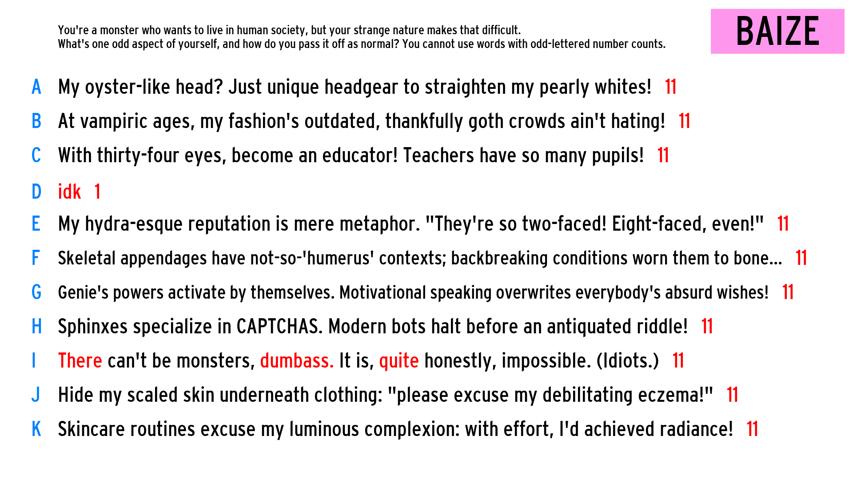 You're a monster who wants to live in human society, but your strange nature makes that difficult.
What's one odd aspect of yourself, and how do you pass it off as normal? You cannot use words with odd-lettered number counts.
BAIZE
A My oyster-like head? Just unique headgear to straighten my pearly whites! 11
B At vampiric ages, my fashion's outdated, thankfully goth crowds ain't hating! 11
C With thirty-four eyes, become an educator! Teachers have so many pupils! 11
D idk 1
E My hydra-esque reputation is mere metaphor. "They're so two-faced! Eight-faced, even!" 11
F Skeletal appendages have not-so-'humerus' contexts; backbreaking conditions worn them to bone... 11
G Genie's powers activate by themselves. Motivational speaking overwrites everybody's absurd wishes! 11
H Sphinxes specialize in CAPTCHAS. Modern bots halt before an antiquated riddle! 11
I There can't be monsters, dumbass. It is, quite honestly, impossible. (Idiots.) 11
J Hide my scaled skin underneath clothing: "please excuse my debilitating eczema!" 11
K Skincare routines excuse my luminous complexion: with effort, I'd achieved radiance! 11